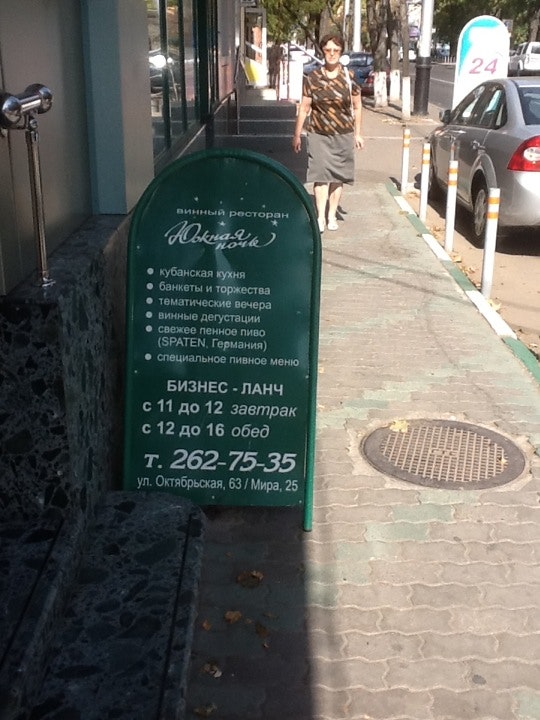 24
винный ресторан
Южная
ночь
• кубанская кухня
• банкеты и торжества
• тематические вечера
• винные дегустации
• свежее пенное пиво
(SPATEN, Германия)
• специальное пивное меню
БИЗНЕС - ЛАНЧ
с 11 до 12 завтрак
с 12 до 16 обед
т. 262-75-35
ул. Октябрьская, 63 / Мира, 25